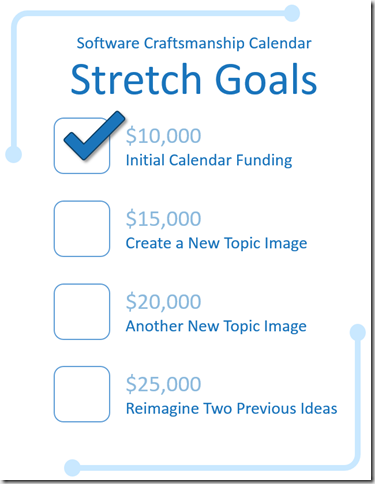 Software Craftsmanship Calendar
Stretch Goals
$10,000
Initial Calendar Funding
$15,000
Create a New Topic Image
$20,000
Another New Topic Image
$25,000
Reimagine Two Previous Ideas